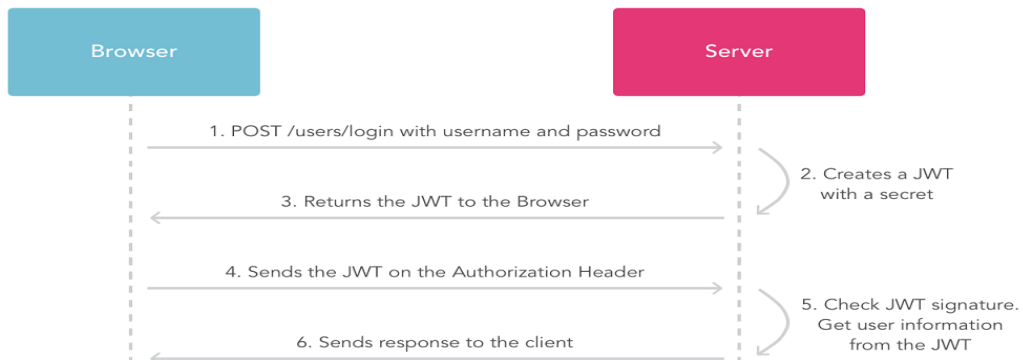 Browser
Server
1. POST /users/login with username and password
2. Creates a JWT
with a secret
3. Returns the JWT to the Browser
4. Sends the JWT on the Authorization Header
5. Check JWT signature.
Get user information
from the JWT
6. Sends response to the client